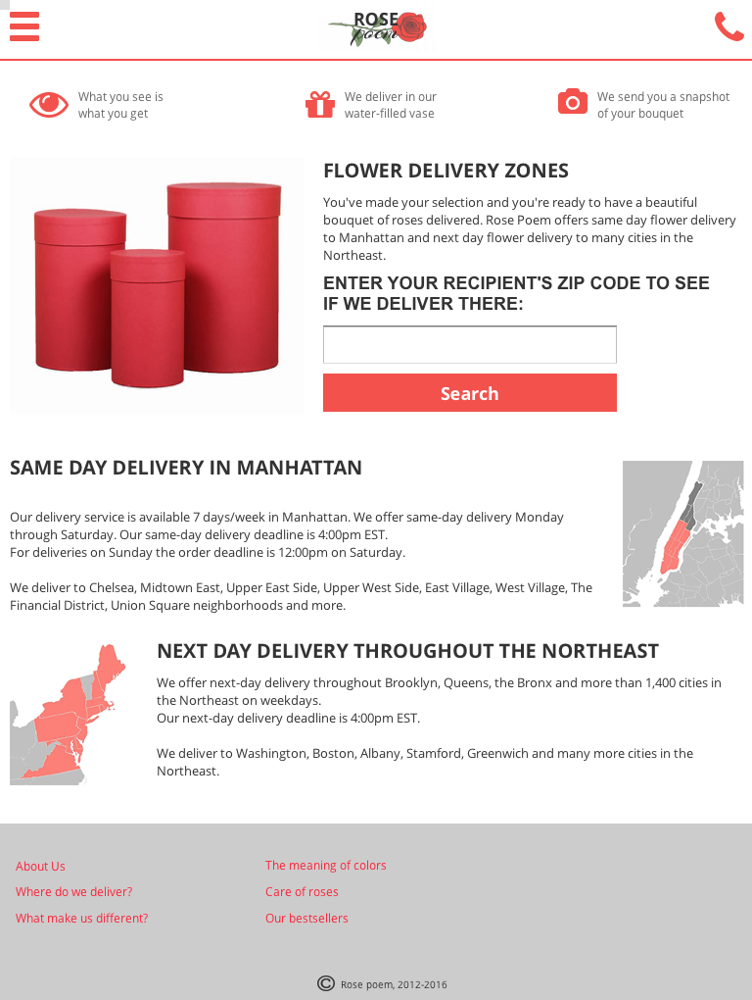 ROSE
poem
What you see is
what you get
We deliver in our
water-filled vase
We send you a snapshot
of your bouquet
FLOWER DELIVERY ZONES
You've made your selection and you're ready to have a beautiful
bouquet of roses delivered. Rose Poem offers same day flower delivery
to Manhattan and next day flower delivery to many cities in the
Northeast.
ENTER YOUR RECIPIENT'S ZIP CODE TO SEE
IF WE DELIVER THERE:
Search
SAME DAY DELIVERY IN MANHATTAN
Our delivery service is available 7 days/week in Manhattan. We offer same-day delivery Monday
through Saturday. Our same-day delivery deadline is 4:00pm EST.
For deliveries on Sunday the order deadline is 12:00pm on Saturday.
We deliver to Chelsea, Midtown East, Upper East Side, Upper West Side, East Village, West Village, The
Financial District, Union Square neighborhoods and more.
NEXT DAY DELIVERY THROUGHOUT THE NORTHEAST
We offer next-day delivery throughout Brooklyn, Queens, the Bronx and more than 1,400 cities in
the Northeast on weekdays.
Our next-day delivery deadline is 4:00pm EST.
We deliver to Washington, Boston, Albany, Stamford, Greenwich and many more cities in the
Northeast.
About Us
Where do we deliver?
What make us different?
The meaning of colors
Care of roses
Our bestsellers
© Rose poem, 2012-2016